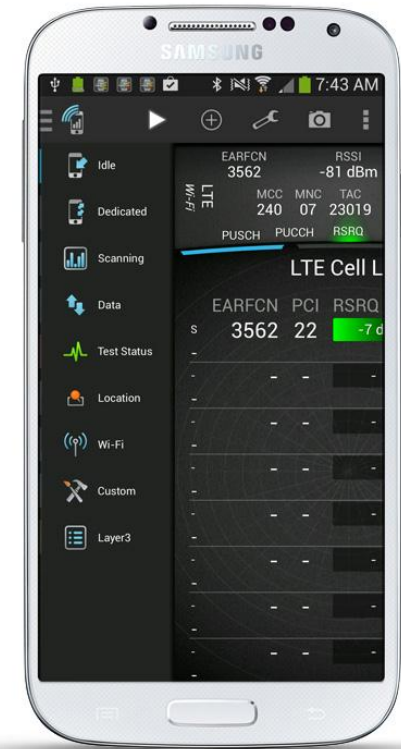 SAMSUNG
7:43 AM
Idle
Dedicated
Scanning
Data
Test Status
Location
Wi-Fi
Custom
Layer3
EARFCN RSSI
3562 -81 dBm
LTE
Wi-Fi
MCC MNC TAC
240 07 23019
PUSCH PUCCH RSRQ
LTE Cell L
EARFCN PCI RSRQ
S 3562 22 -7 d
- - -
- - -
- - -
- - -
- - -
- - -
- - -